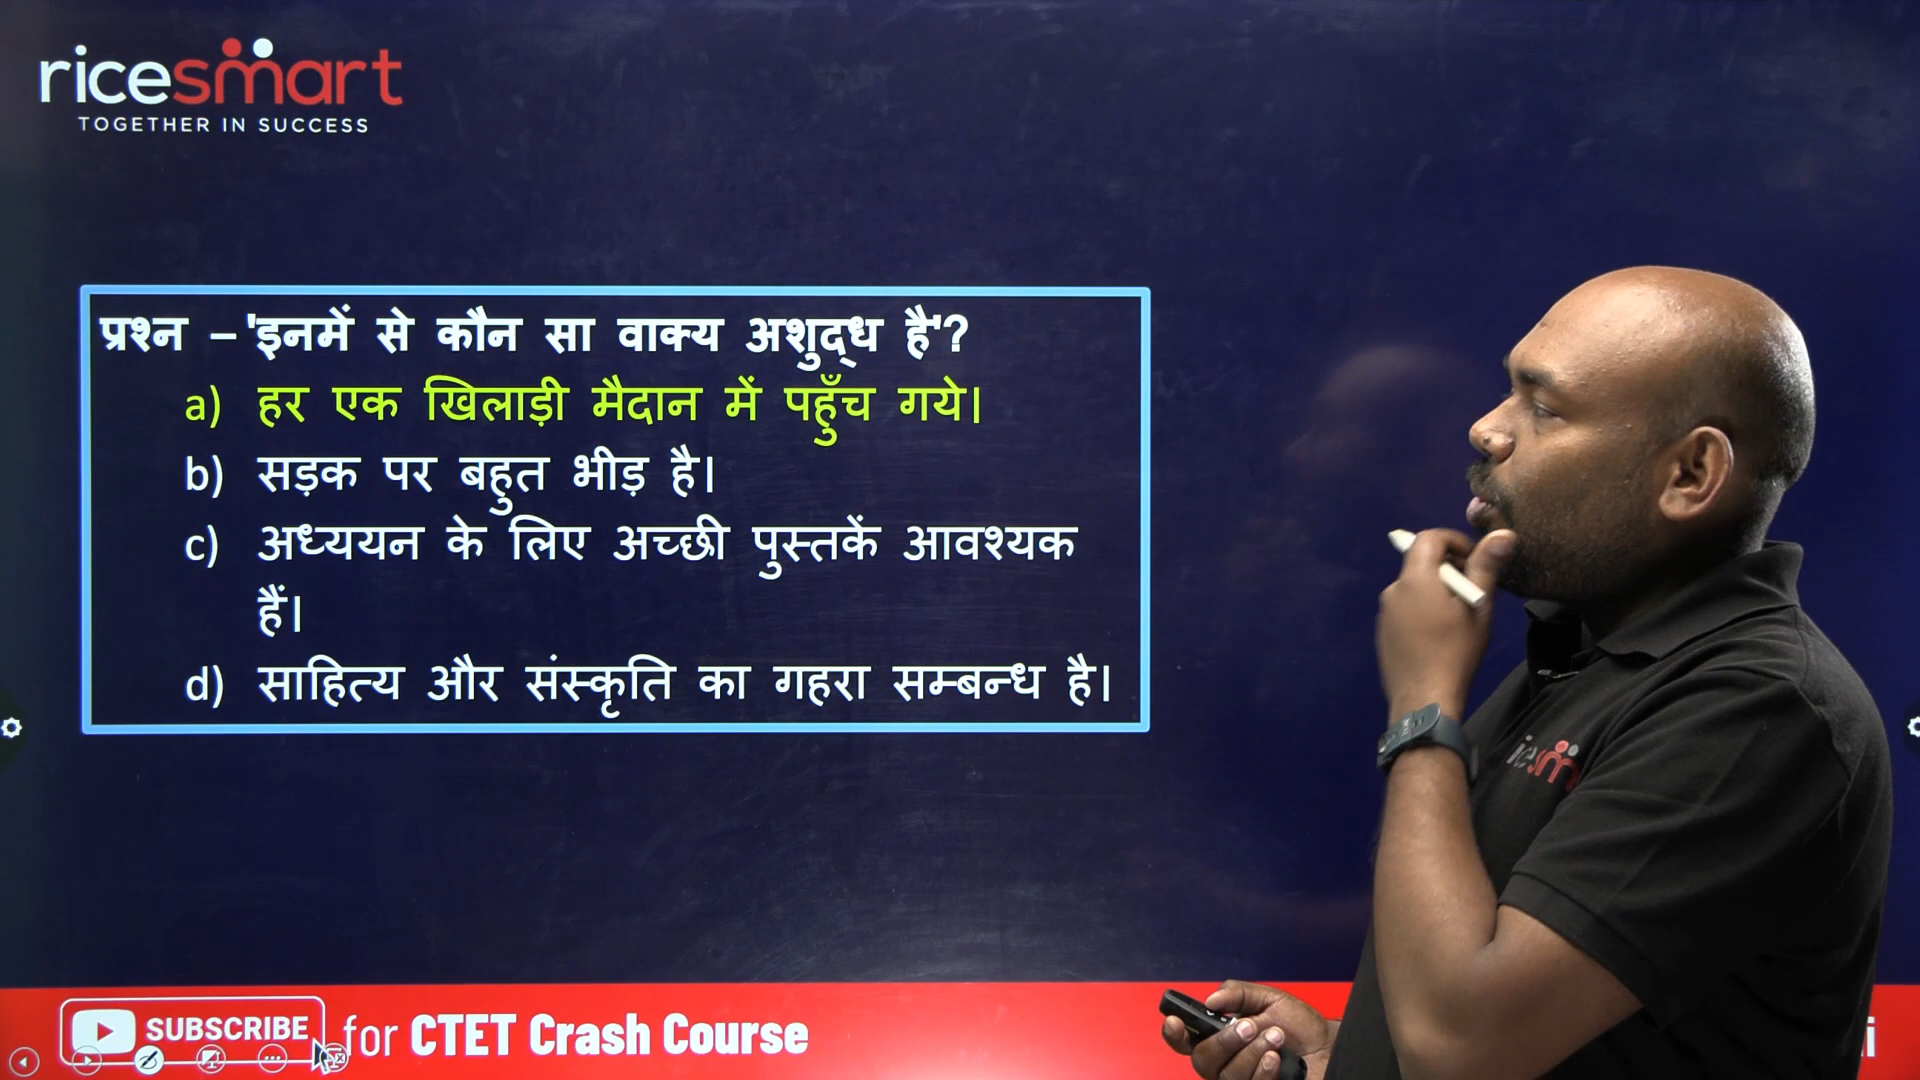 ricesmart
TOGETHER IN SUCCESS
प्रश्न – 'इनमें से कौन सा वाक्य अशुद्ध है'?
a) हर एक खिलाड़ी मैदान में पहुँच गये।
b) सड़क पर बहुत भीड़ है।
c) अध्ययन के लिए अच्छी पुस्तकें आवश्यक
हैं।
d) साहित्य और संस्कृति का गहरा सम्बन्ध है।
SUBSCRIBE for CTET Crash Course